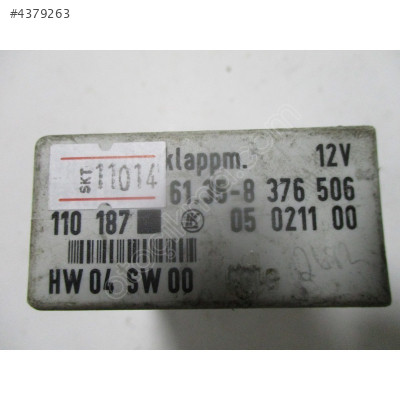 #4379263
klappm. 12V
SKT 11014
61.35-8 376 506
110 187 05 0211 00
HW 04 SW 00